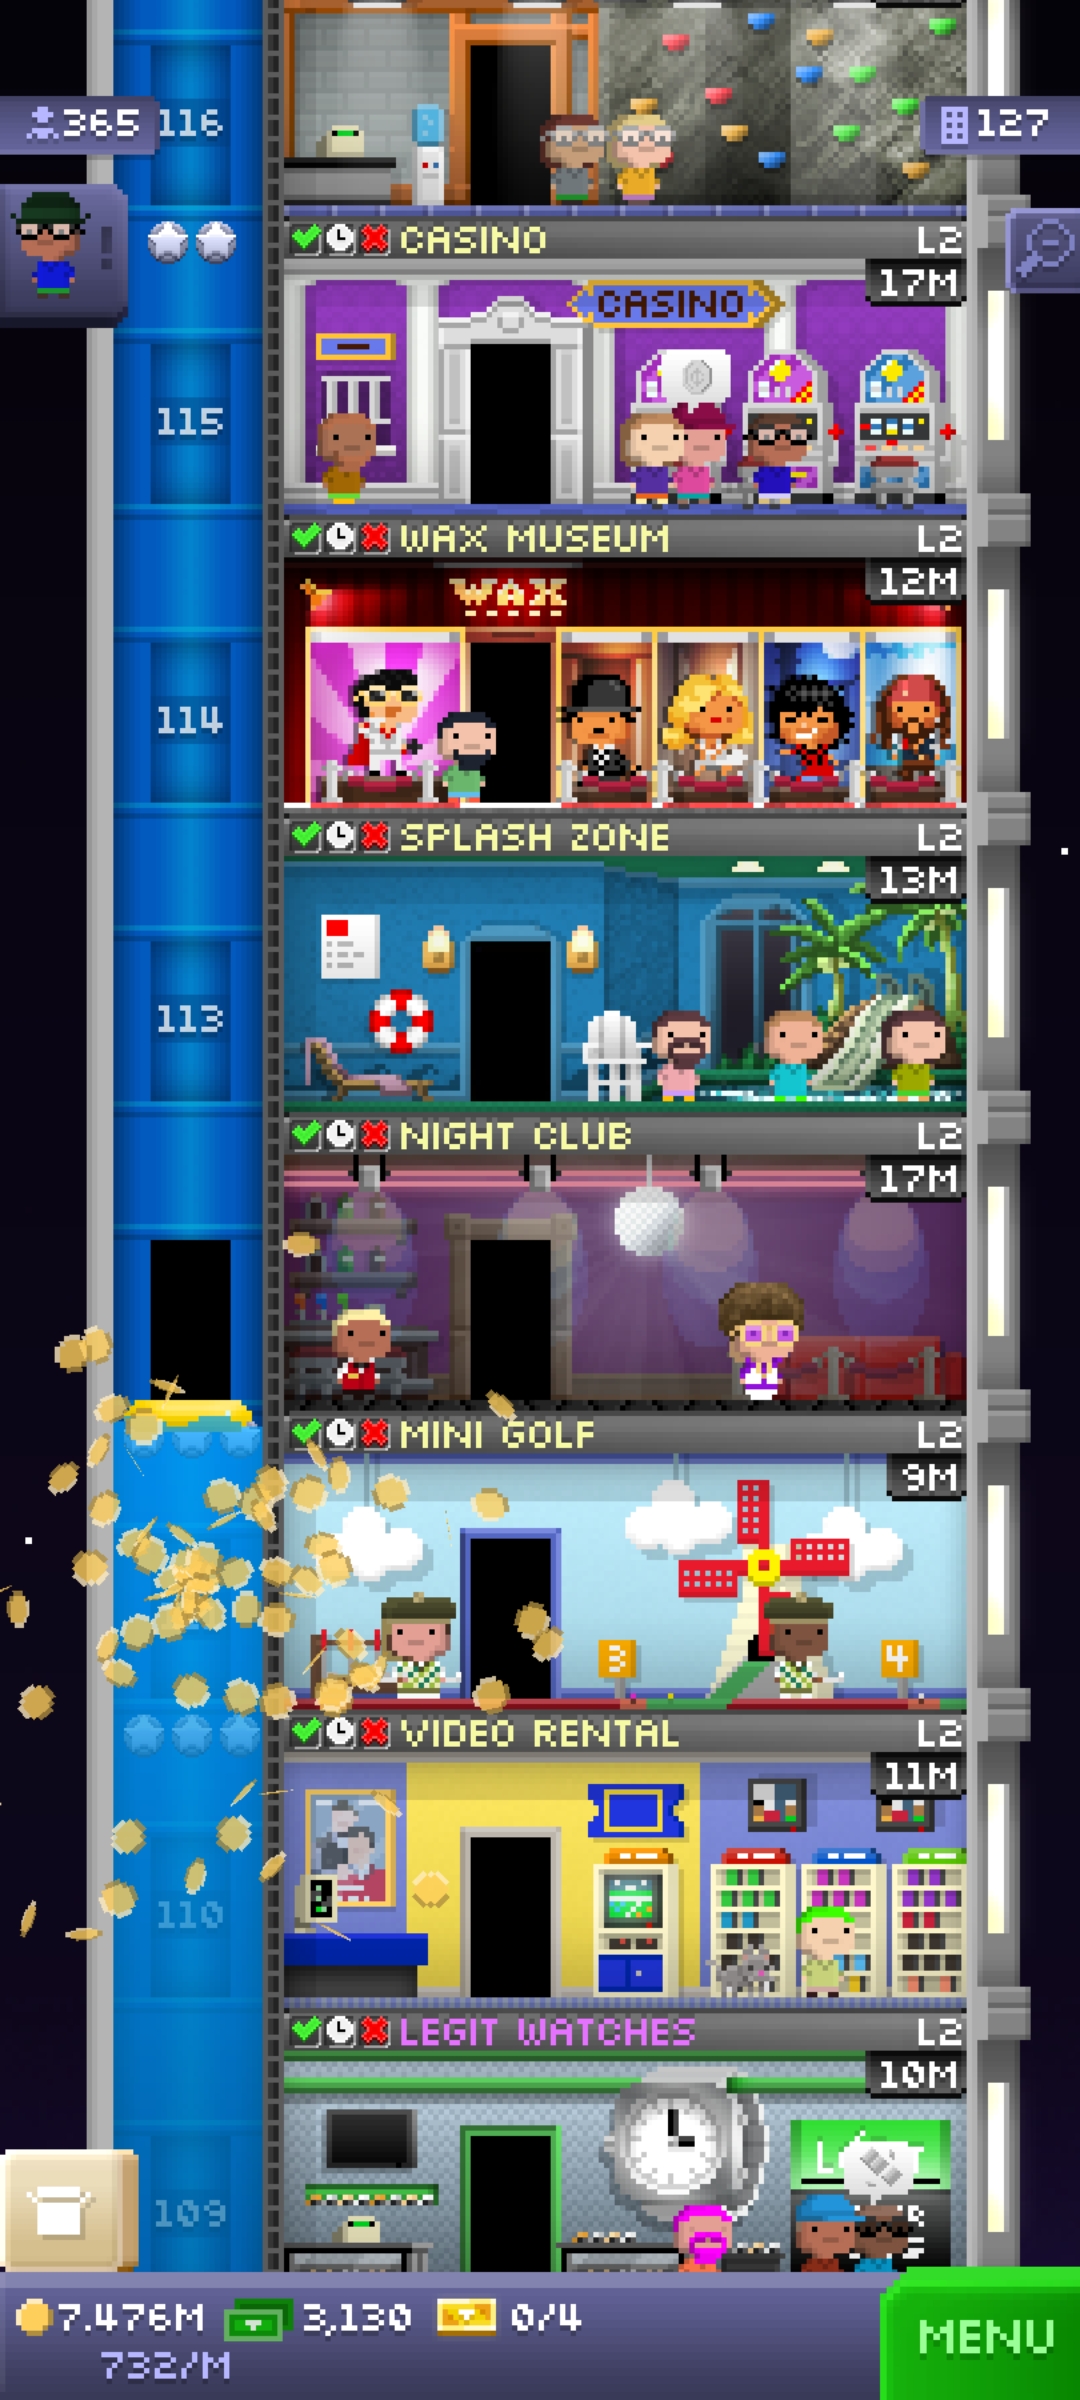 365
116
127
CASINO L2
17M
CASINO
115
WAX MUSEUM L2
12M
WAX
114
SPLASH ZONE L2
13M
113
NIGHT CLUB L2
17M
MINI GOLF L2
9M
3
4
VIDEO RENTAL L2
11M
110
LEGIT WATCHES L2
10M
109
7.476M 3,130 0/4
732/M
MENU